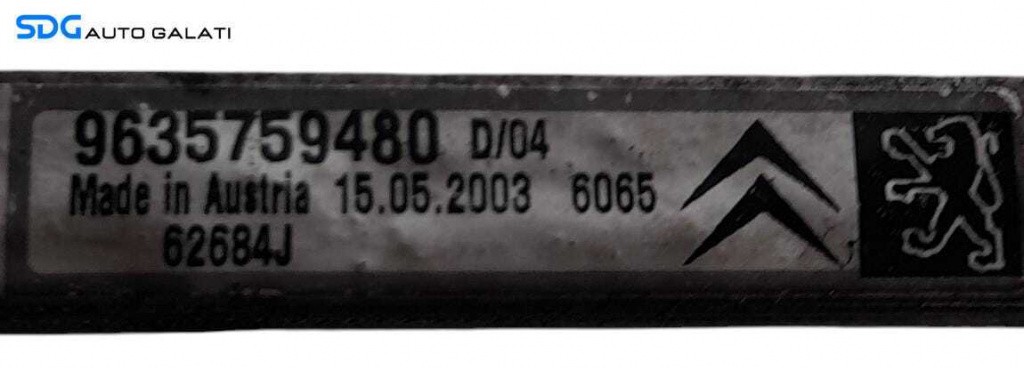 SDG AUTO GALATI
9635759480 D/04
Made in Austria 15.05.2003 6065
62684J